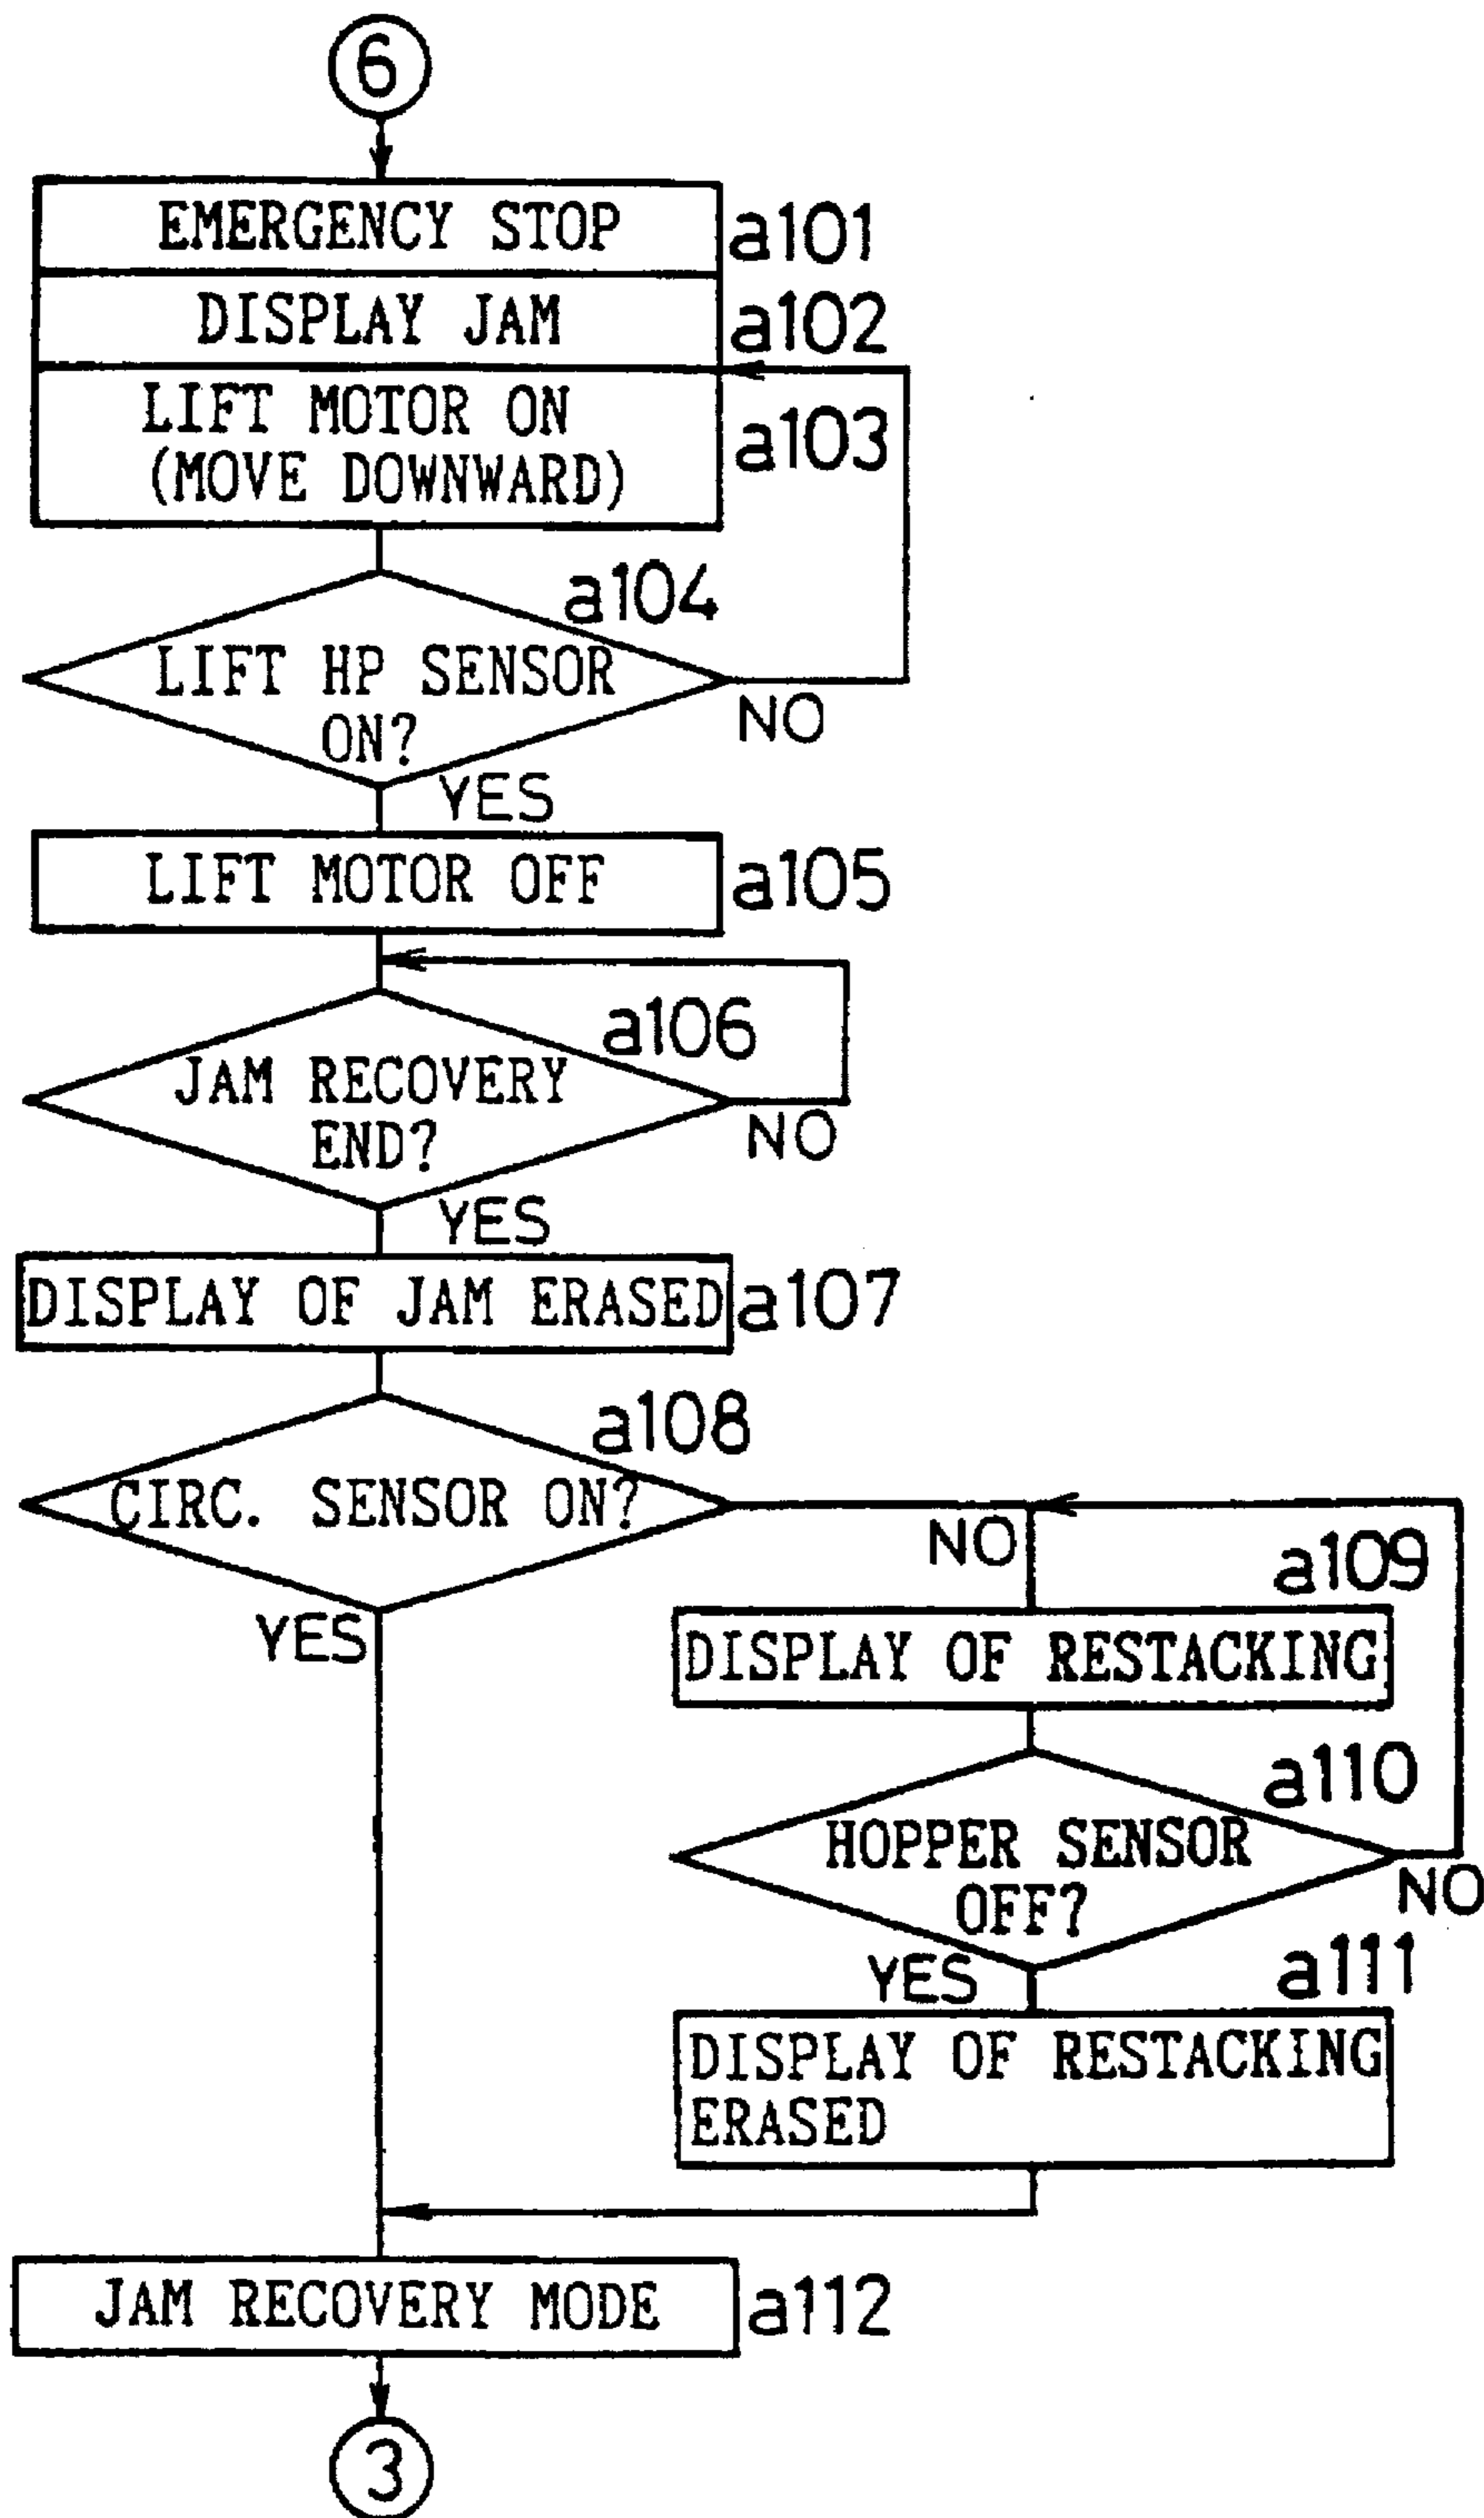 6
EMERGENCY STOP
a101
DISPLAY JAM
a102
LIFT MOTOR ON
(MOVE DOWNWARD)
a103
a104
LIFT HP SENSOR
ON?
NO
YES
LIFT MOTOR OFF
a105
a106
JAM RECOVERY
END?
NO
YES
DISPLAY OF JAM ERASED
a107
a108
CIRC. SENSOR ON?
NO
YES
a109
DISPLAY OF RESTACKING
a110
HOPPER SENSOR
OFF?
NO
YES
a111
DISPLAY OF RESTACKING
ERASED
JAM RECOVERY MODE
a112
3